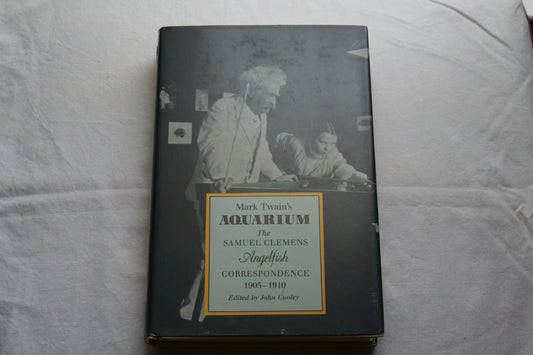 Mark Twain's
AQUARIUM
The
SAMUEL CLEMENS
Angelfish
CORRESPONDENCE
1905–1910
Edited by John Cooley